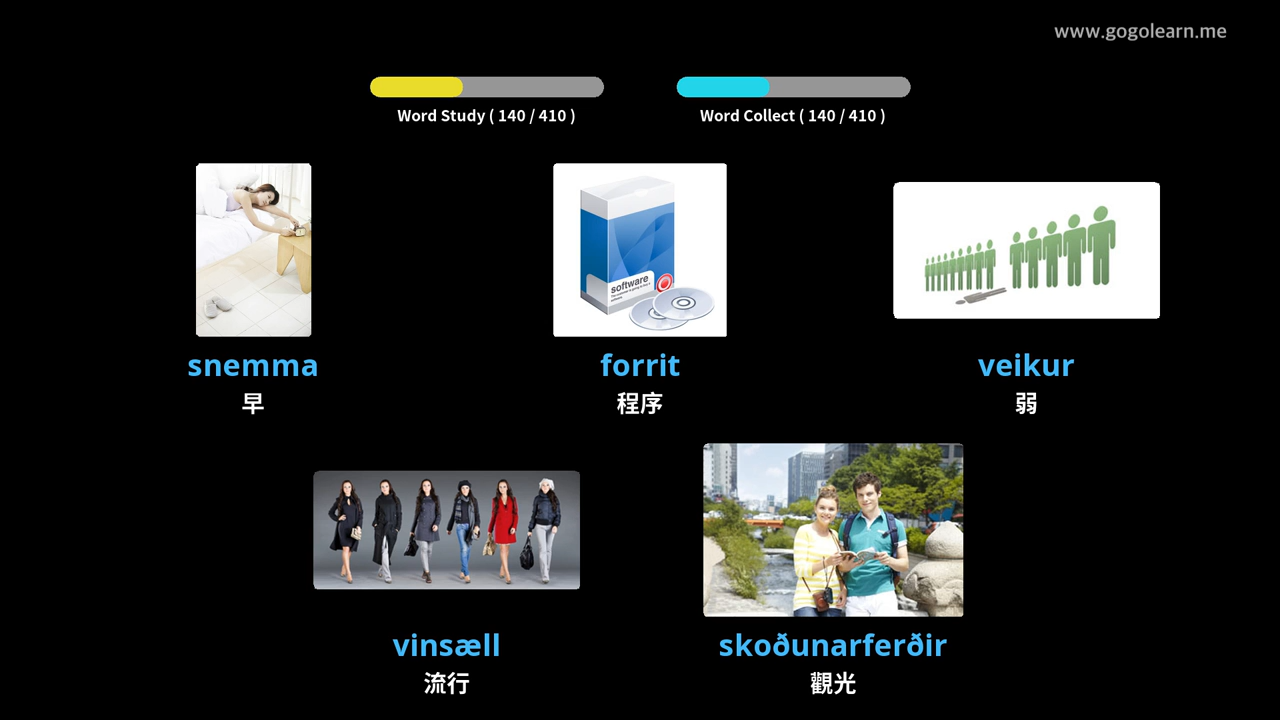 www.gogolearn.me
Word Study ( 140 / 410 )
Word Collect ( 140 / 410 )
software
snemma
早
forrit
程序
veikur
弱
vinsæll
流行
skoðunarferðir
觀光